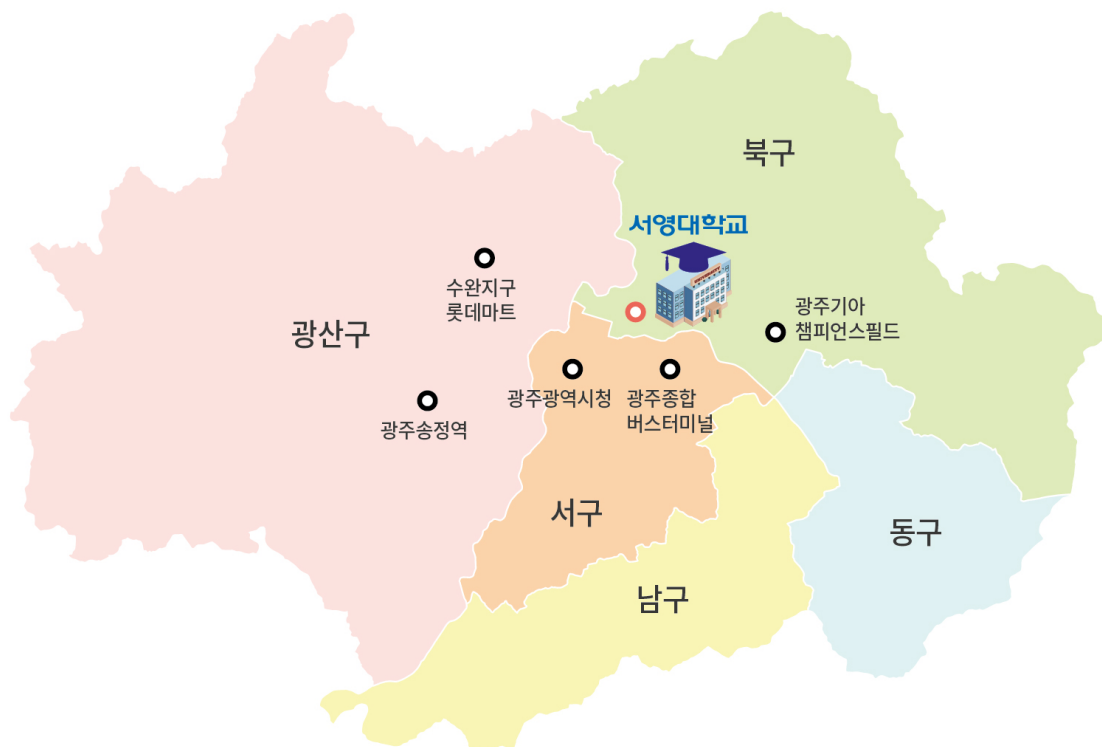 북구
서영대학교
수완지구
롯데마트
광주기아
챔피언스필드
광산구
광주광역시청
광주종합
버스터미널
광주송정역
서구
동구
남구